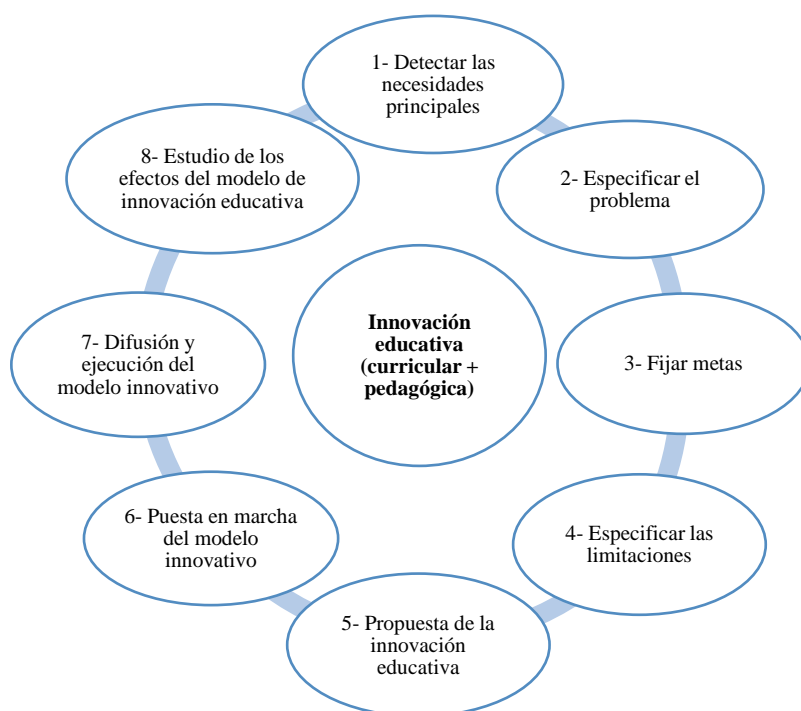 1- Detectar las
necesidades
principales
2- Especificar el
problema
3- Fijar metas
4- Especificar las
limitaciones
5- Propuesta de la
innovación
educativa
6- Puesta en marcha
del modelo
innovativo
7- Difusión y
ejecución del
modelo innovativo
8- Estudio de los
efectos del modelo de
innovación educativa
Innovación
educativa
(curricular +
pedagógica)